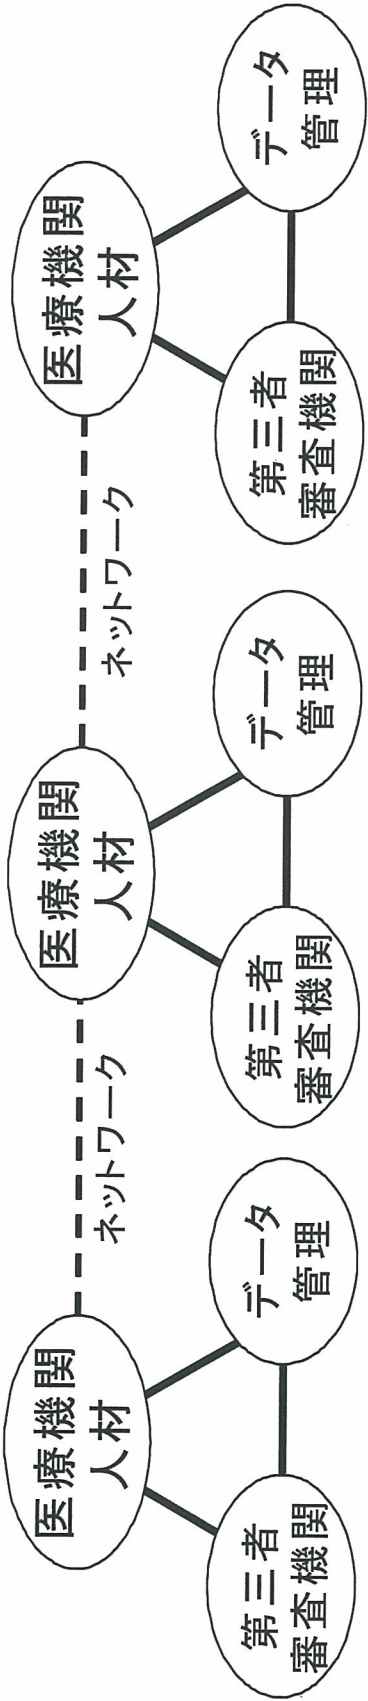 医療機関
人材
ネットワーク
医療機関
人材
ネットワーク
医療機関
人材
第三者
審査機関
データ
管理
第三者
審査機関
データ
管理
第三者
審査機関
データ
管理